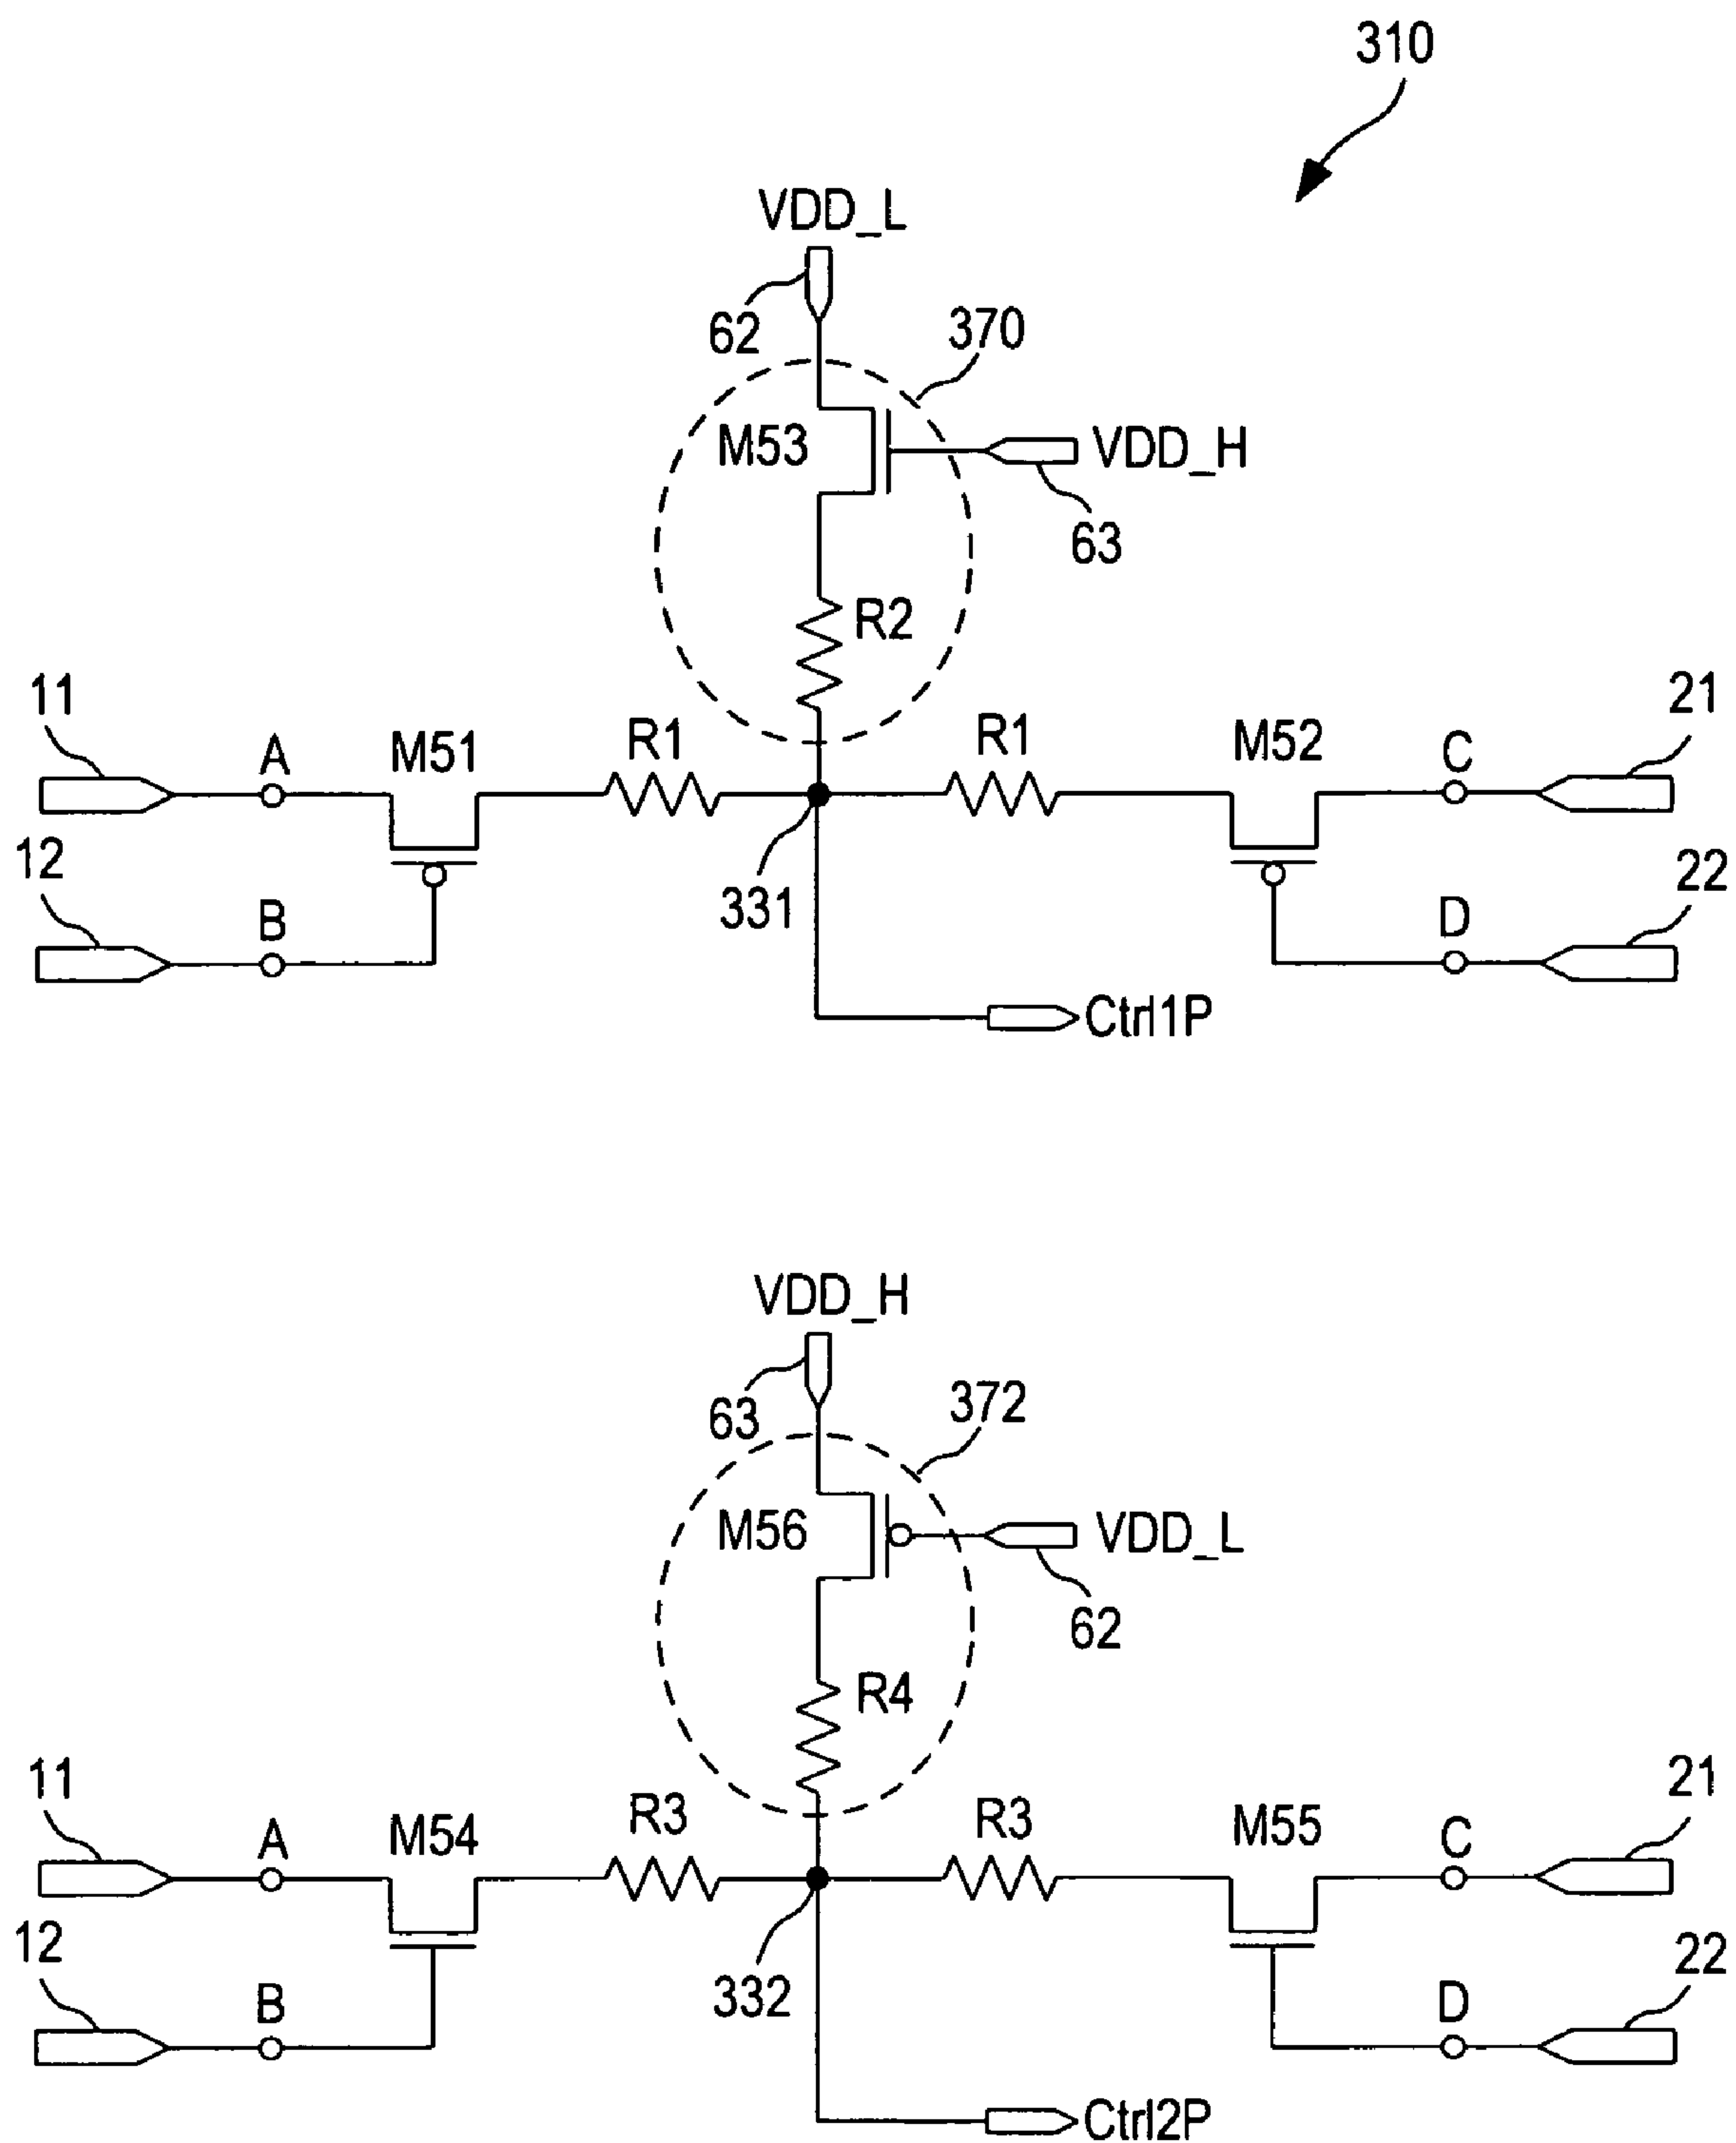 310
VDD_L
62
370
M53
VDD_H
63
R2
11
A
M51
R1
R1
M52
C
21
12
B
331
D
22
Ctrl1P
VDD_H
63
372
M56
VDD_L
62
R4
11
A
M54
R3
R3
M55
C
21
12
B
332
D
22
Ctrl2P